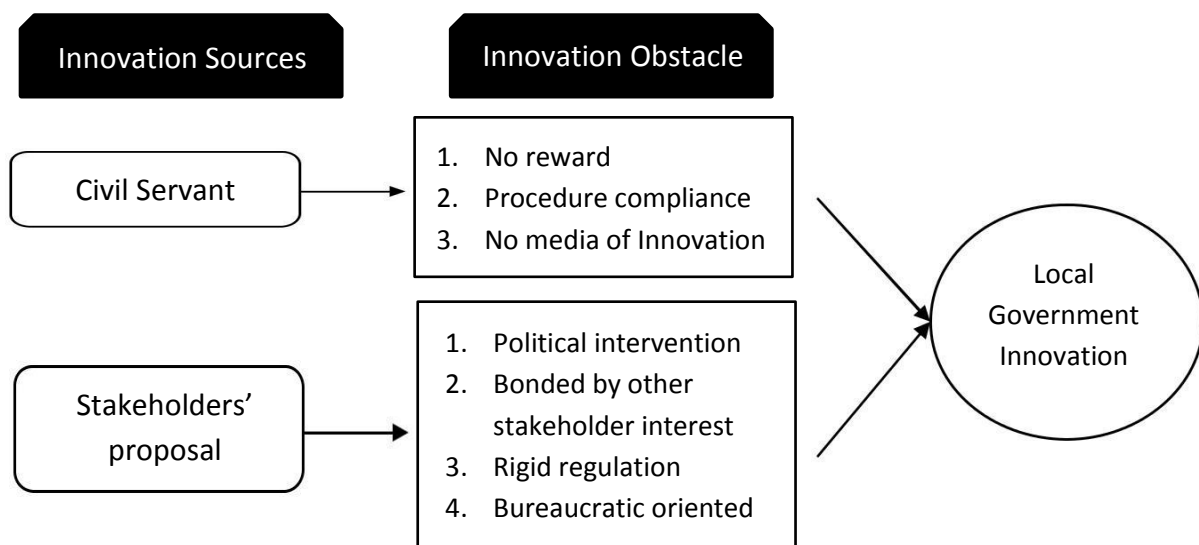 Innovation Sources
Innovation Obstacle
Civil Servant
1. No reward
2. Procedure compliance
3. No media of Innovation
Stakeholders’
proposal
1. Political intervention
2. Bonded by other
stakeholder interest
3. Rigid regulation
4. Bureaucratic oriented
Local
Government
Innovation